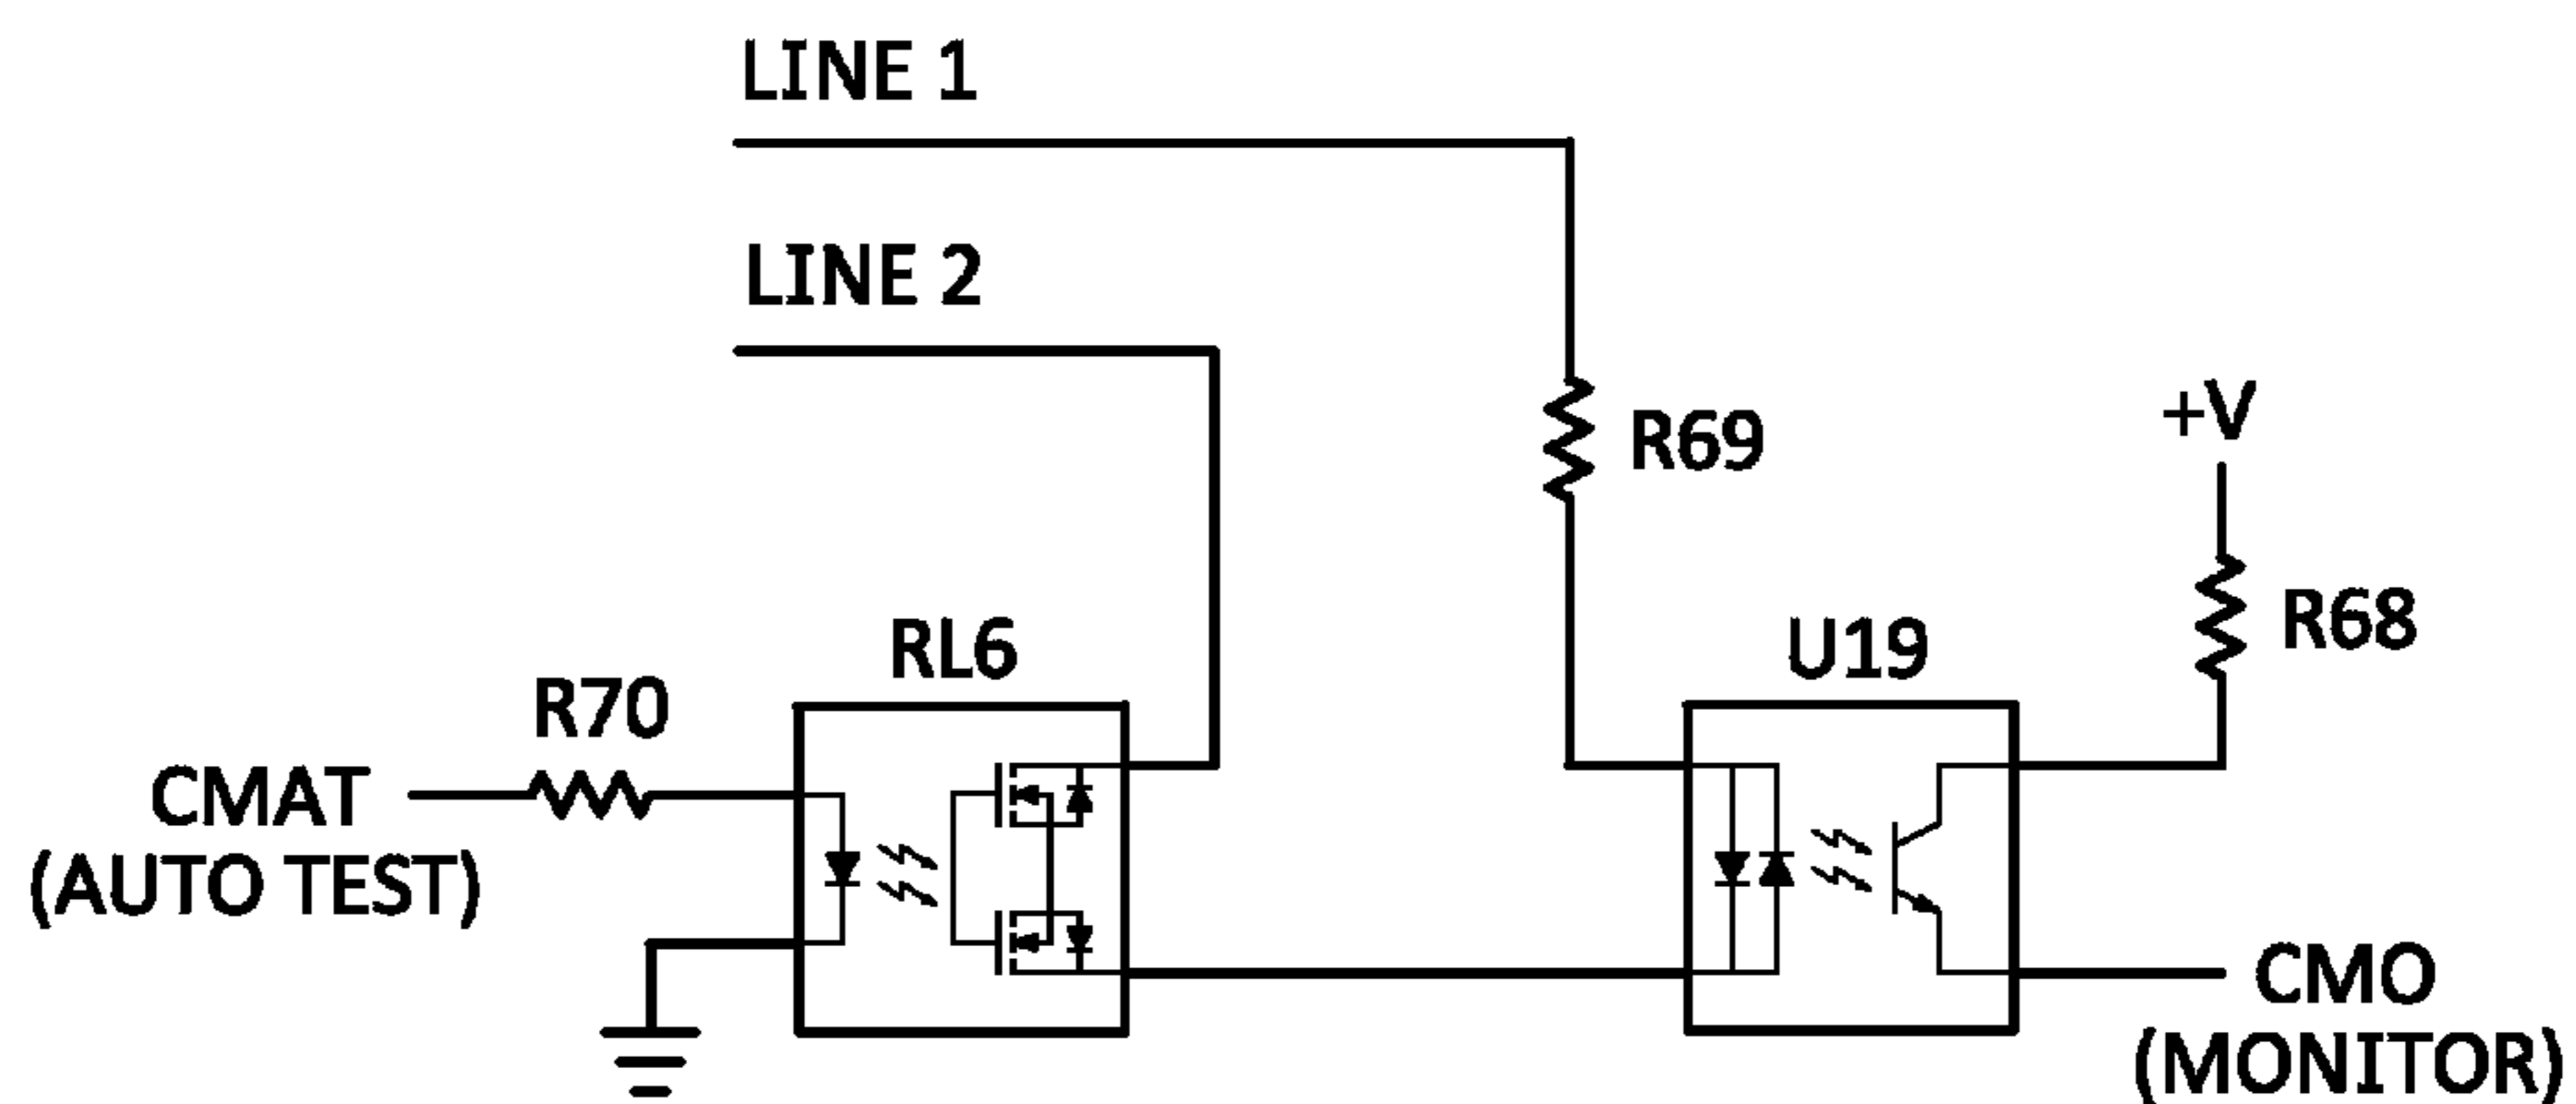 LINE 1
LINE 2
R69
+V
R68
RL6
U19
R70
CMAT
(AUTO TEST)
CMO
(MONITOR)